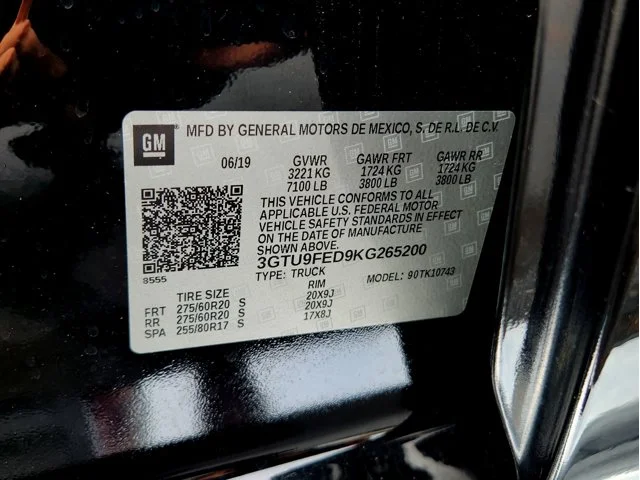 GM
MFD BY GENERAL MOTORS DE MEXICO, S. DE R.L. DE C.V.
06/19 GVWR GAWR FRT GAWR RR
3221 KG 1724 KG 1724 KG
7100 LB 3800 LB 3800 LB
THIS VEHICLE CONFORMS TO ALL
APPLICABLE U.S. FEDERAL MOTOR
VEHICLE SAFETY STANDARDS IN EFFECT
ON THE DATE OF MANUFACTURE
SHOWN ABOVE.
3GTU9FED9KG265200
8555
TYPE: TRUCK MODEL: 90TK10743
TIRE SIZE RIM
FRT 275/60R20 S 20X9J
RR 275/60R20 S 20X9J
SPA 255/80R17 S 17X8J